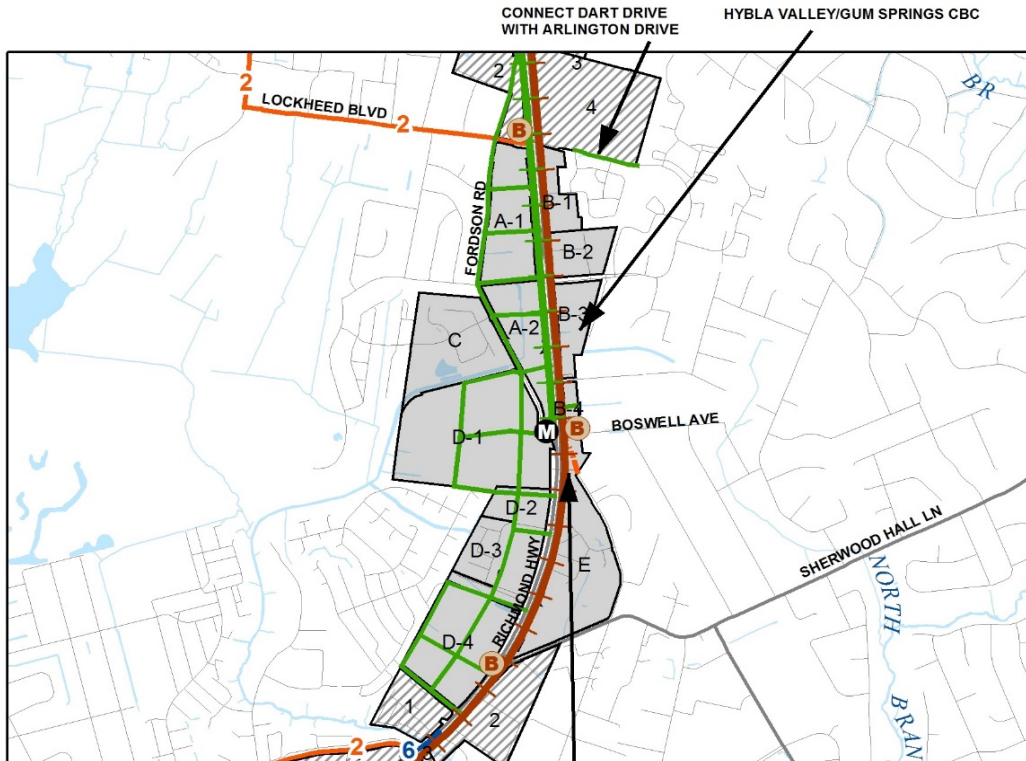 CONNECT DART DRIVE
WITH ARLINGTON DRIVE
HYBLA VALLEY/GUM SPRINGS CBC
2
3
BR
2
4
LOCKHEED BLVD
2
B
FORDSON RD
A-1
B-1
B-2
A-2
B-3
C
B-4
M
B
BOSWELL AVE
D-1
D-2
D-3
RICHMOND HWY
E
SHERWOOD HALL LN
NORTH
BRAN
D-4
B
1
2
2
6
3